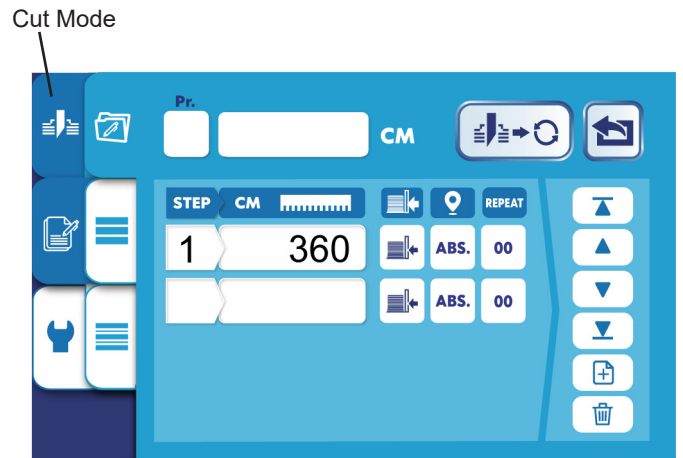 Cut Mode
Pr.
CM
STEP CM REPEAT
1 360 ABS. 00
ABS. 00